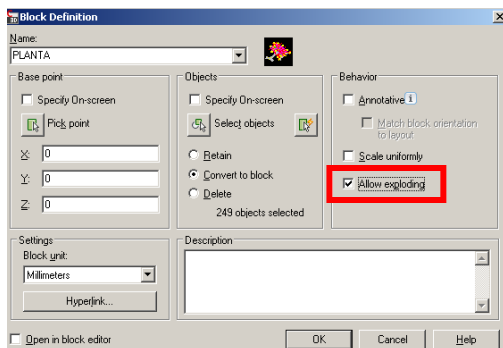 Block Definition
Name:
PLANTA
Base point
Specify On-screen
Pick point
X: 0
Y: 0
Z: 0
Objects
Specify On-screen
Select objects
Retain
Convert to block
Delete
249 objects selected
Behavior
Annotative
Match block orientation
to layout
Scale uniformly
Allow exploding
Settings
Block unit:
Millimeters
Hyperlink...
Description
Open in block editor
OK
Cancel
Help